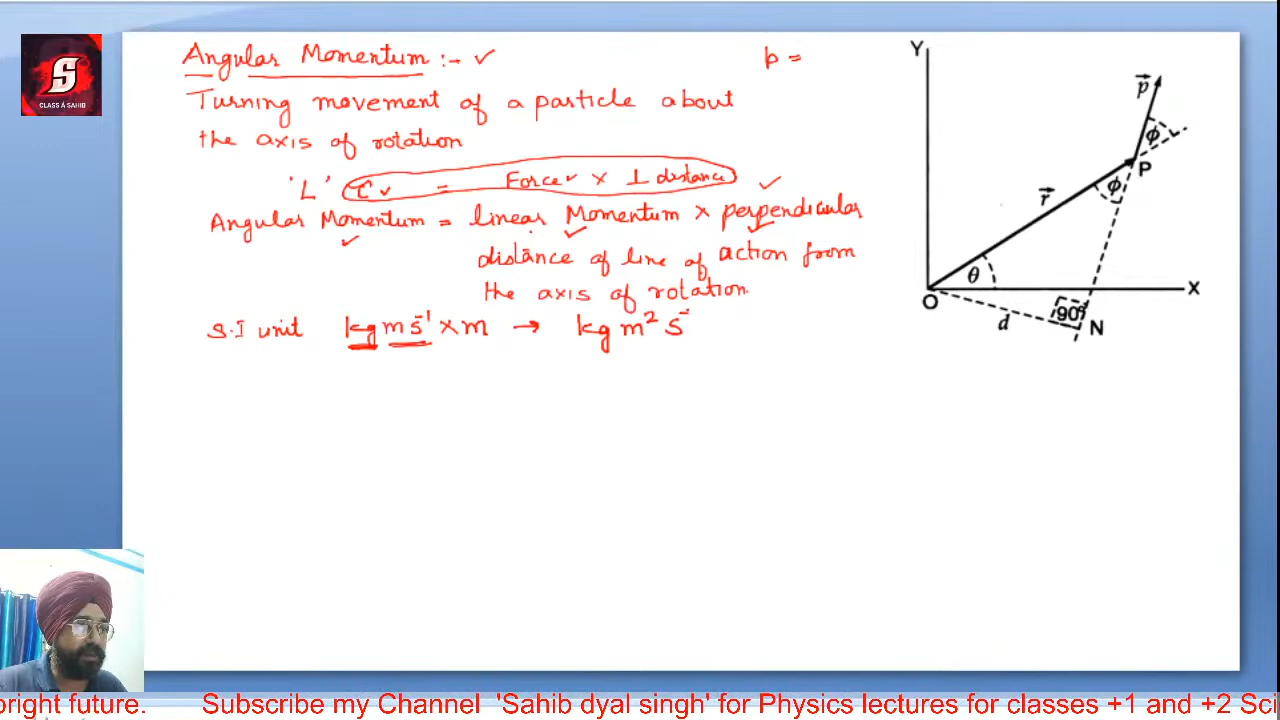 S
CLASS Á SAHIB
Angular Momentum :- ✓
p =
Turning movement of a particle about
the axis of rotation
'L' τ = Force × ⊥ distance
Angular Momentum = linear Momentum × perpendicular
distance of line of action from
the axis of rotation.
S.I unit kg m s⁻¹ × m → kg m² s⁻
Y
p⃗
ϕ
P
ϕ
r⃗
θ
O
X
d
90°
N
bright future. Subscribe my Channel 'Sahib dyal singh' for Physics lectures for classes +1 and +2 Sci